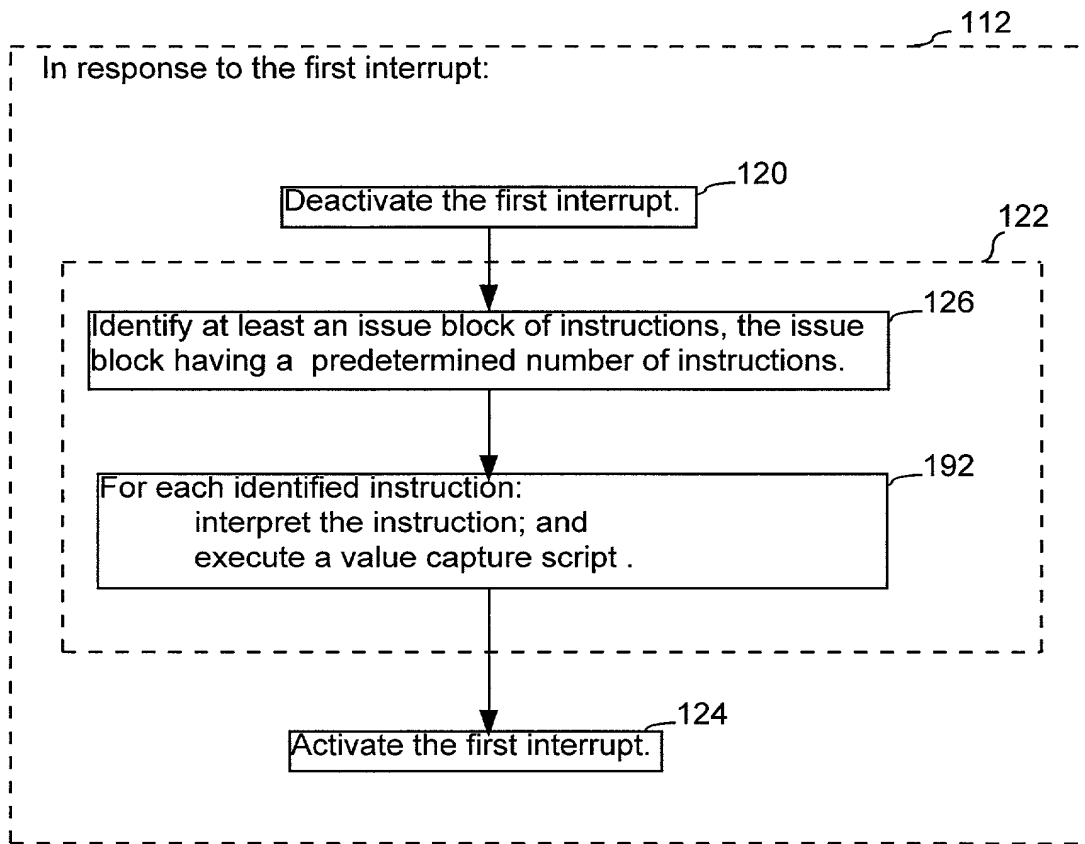 112
In response to the first interrupt:
120
Deactivate the first interrupt.
122
126
Identify at least an issue block of instructions, the issue
block having a predetermined number of instructions.
192
For each identified instruction:
interpret the instruction; and
execute a value capture script .
124
Activate the first interrupt.